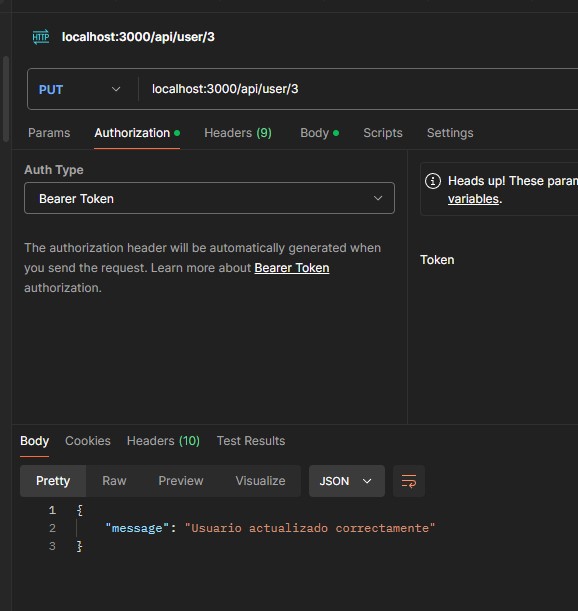 HTTP localhost:3000/api/user/3
PUT localhost:3000/api/user/3
Params Authorization Headers (9) Body Scripts Settings
Auth Type
Bearer Token
The authorization header will be automatically generated when
you send the request. Learn more about Bearer Token
authorization.
Heads up! These param
variables.
Token
Body Cookies Headers (10) Test Results
Pretty Raw Preview Visualize JSON
1 {
2 "message": "Usuario actualizado correctamente"
3 }